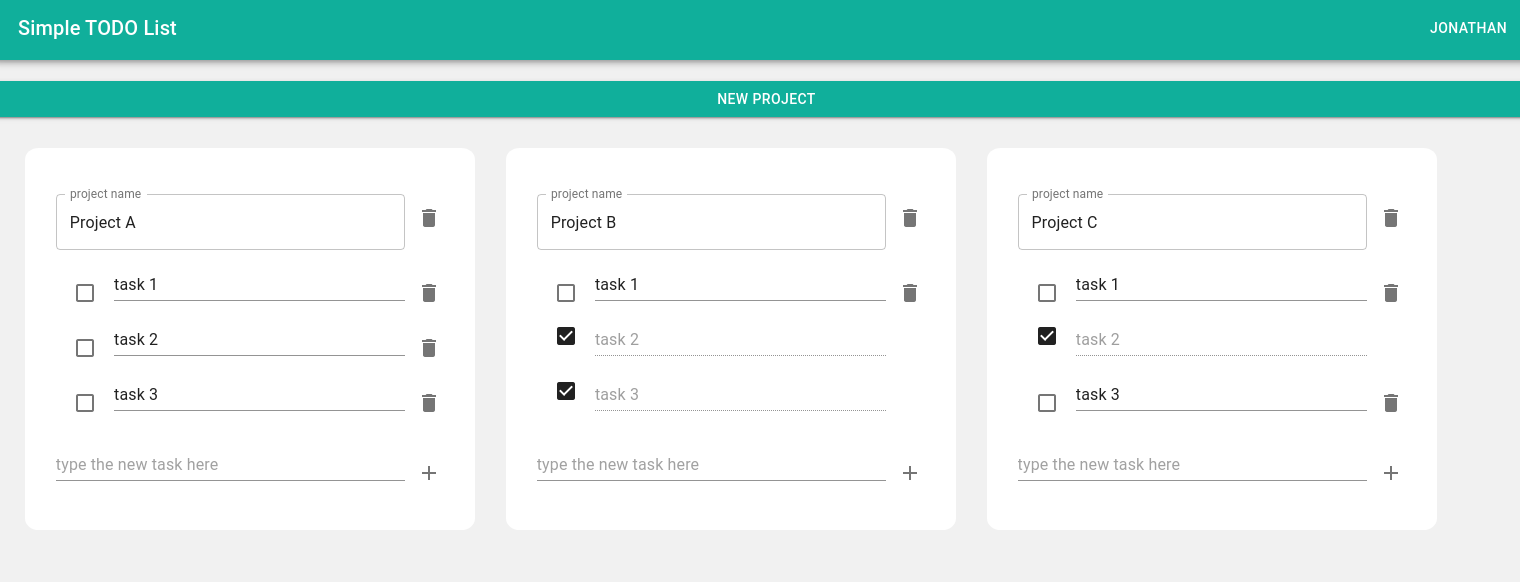 Simple TODO List
JONATHAN
NEW PROJECT
project name
Project A
task 1
task 2
task 3
type the new task here
project name
Project B
task 1
task 2
task 3
type the new task here
project name
Project C
task 1
task 2
task 3
type the new task here